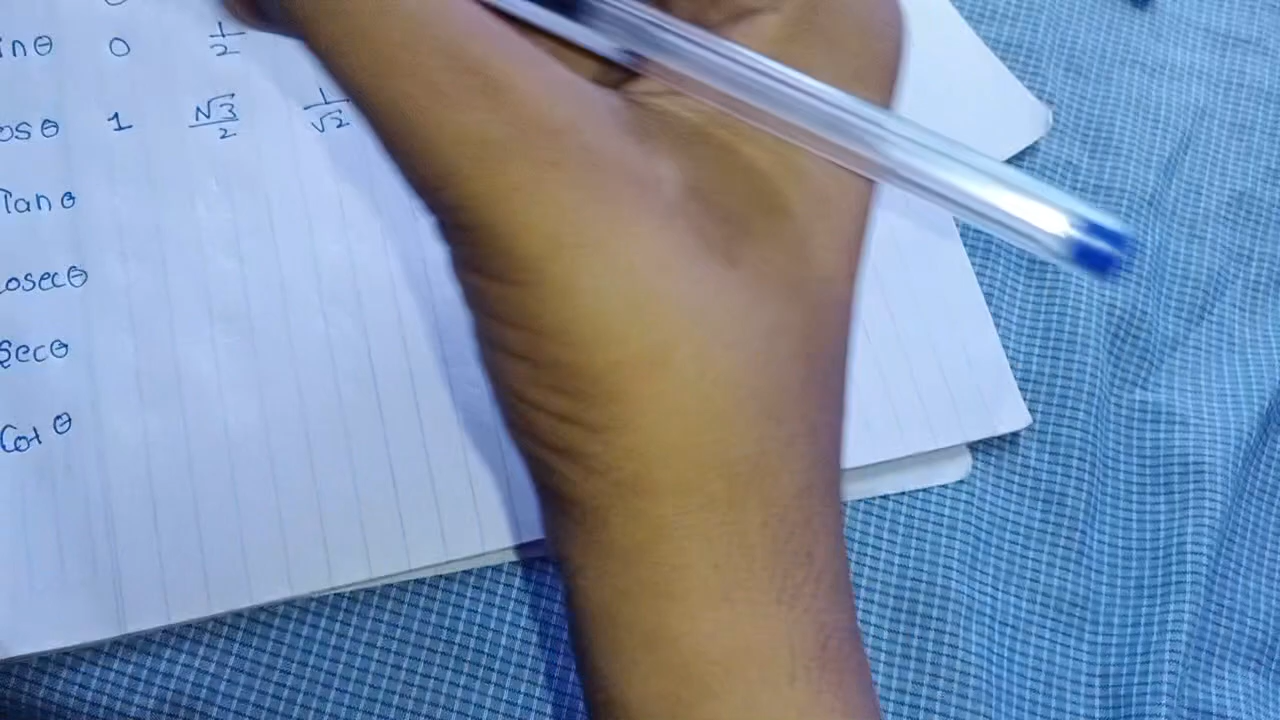 inθ 0 1/2
osθ 1 √3/2 1/√2
Tanθ
osecθ
Secθ
Cotθ